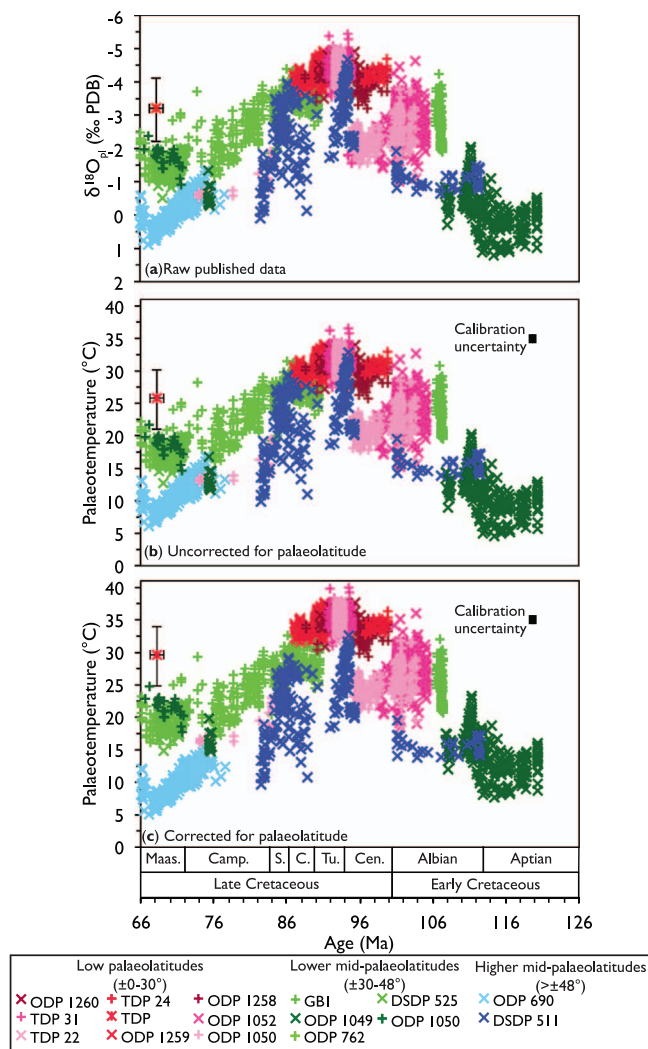 -6
-5
-4
-3
-2
-1
0
1
2
δ18Opl (‰ PDB)
(a)Raw published data
40
35
30
25
20
15
10
5
0
Palaeotemperature (°C)
Calibration
uncertainty
(b) Uncorrected for palaeolatitude
40
35
30
25
20
15
10
5
0
Palaeotemperature (°C)
Calibration
uncertainty
(c) Corrected for palaeolatitude
Maas. Camp. S. C. Tu. Cen. Albian Aptian
Late Cretaceous Early Cretaceous
66 76 86 96 106 116 126
Age (Ma)
Low palaeolatitudes Lower mid-palaeolatitudes Higher mid-palaeolatitudes
(±0-30°) (±30-48°) (>±48°)
ODP 1260 TDP 24 ODP 1258 GBI DSDP 525 ODP 690
TDP 31 TDP ODP 1052 ODP 1049 ODP 1050 DSDP 511
TDP 22 ODP 1259 ODP 1050 ODP 762